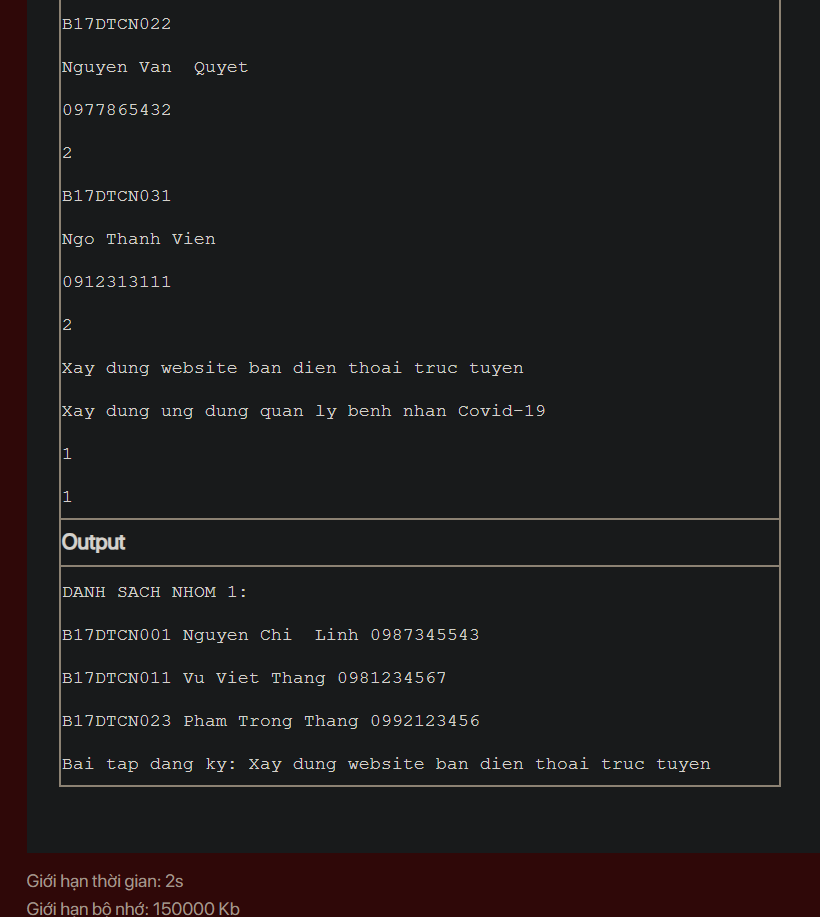 B17DTCN022
Nguyen Van  Quyet
0977865432
2
B17DTCN031
Ngo Thanh Vien
0912313111
2
Xay dung website ban dien thoai truc tuyen
Xay dung ung dung quan ly benh nhan Covid-19
1
1
Output
DANH SACH NHOM 1:
B17DTCN001 Nguyen Chi  Linh 0987345543
B17DTCN011 Vu Viet Thang 0981234567
B17DTCN023 Pham Trong Thang 0992123456
Bai tap dang ky: Xay dung website ban dien thoai truc tuyen
Giới hạn thời gian: 2s
Giới hạn bộ nhớ: 150000 Kb